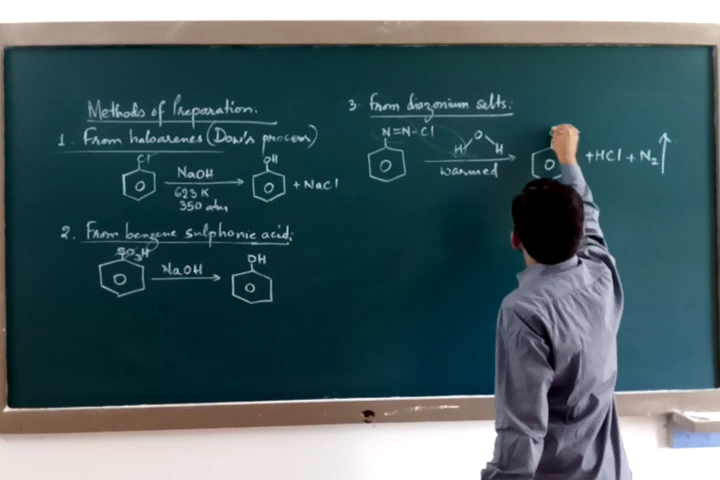 Methods of Preparation:
1. From haloarenes (Dow's process)
Cl
NaOH
623 K
350 atm
OH
+ NaCl
2. From benzene sulphonic acid:
SO3H
NaOH
OH
3. From diazonium salts:
N=N-Cl
H O H
warmed
+ HCl + N2↑